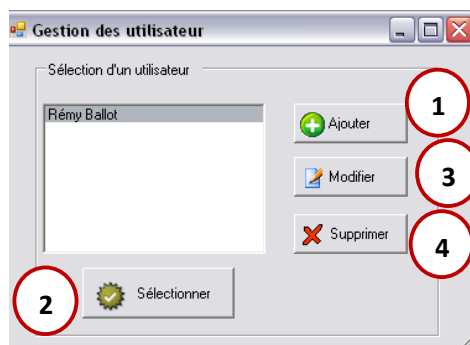 Gestion des utilisateur
Sélection d'un utilisateur
Rémy Ballot
Ajouter
1
Modifier
3
Supprimer
4
2
Sélectionner